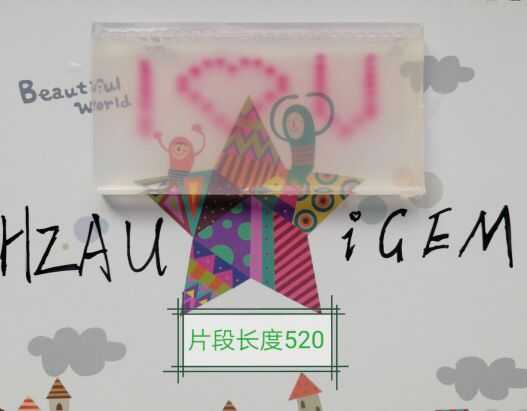 I ♡ U
Beautiful
World
HZAU iGEM
片段长度520